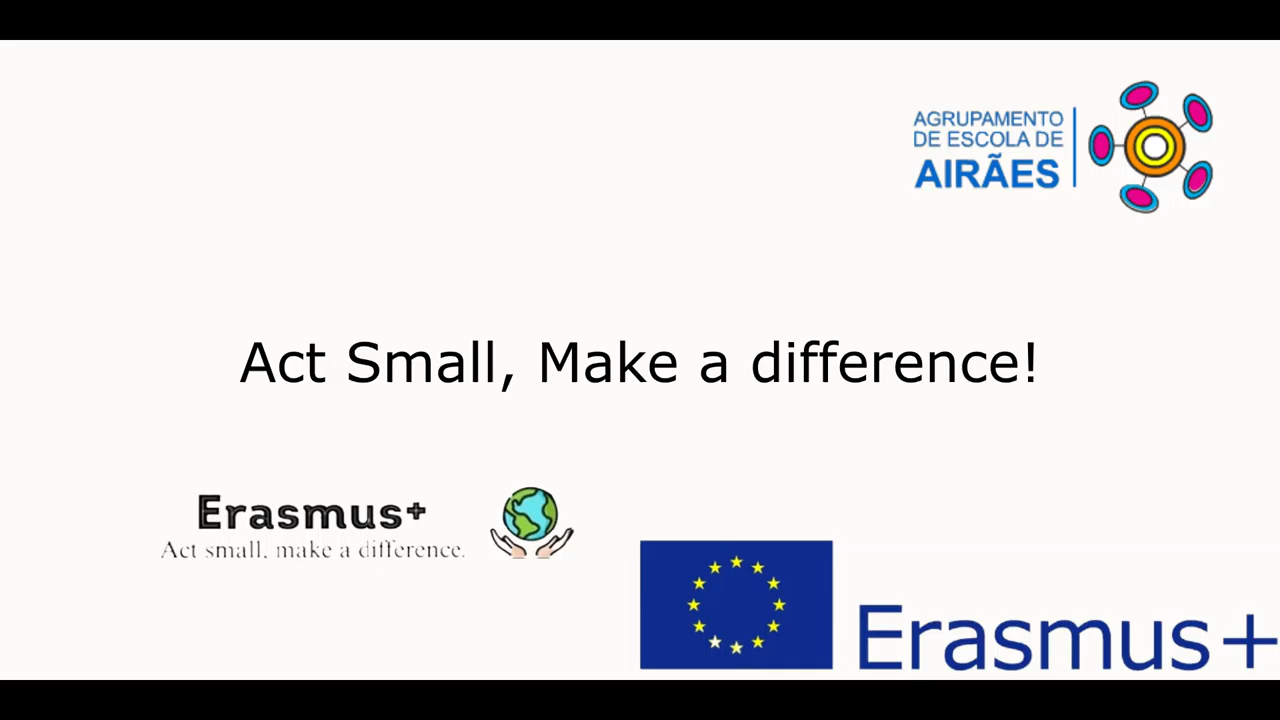 AGRUPAMENTO
DE ESCOLA DE
AIRÃES
Act Small, Make a difference!
Erasmus+
Act small, make a difference.
Erasmus+